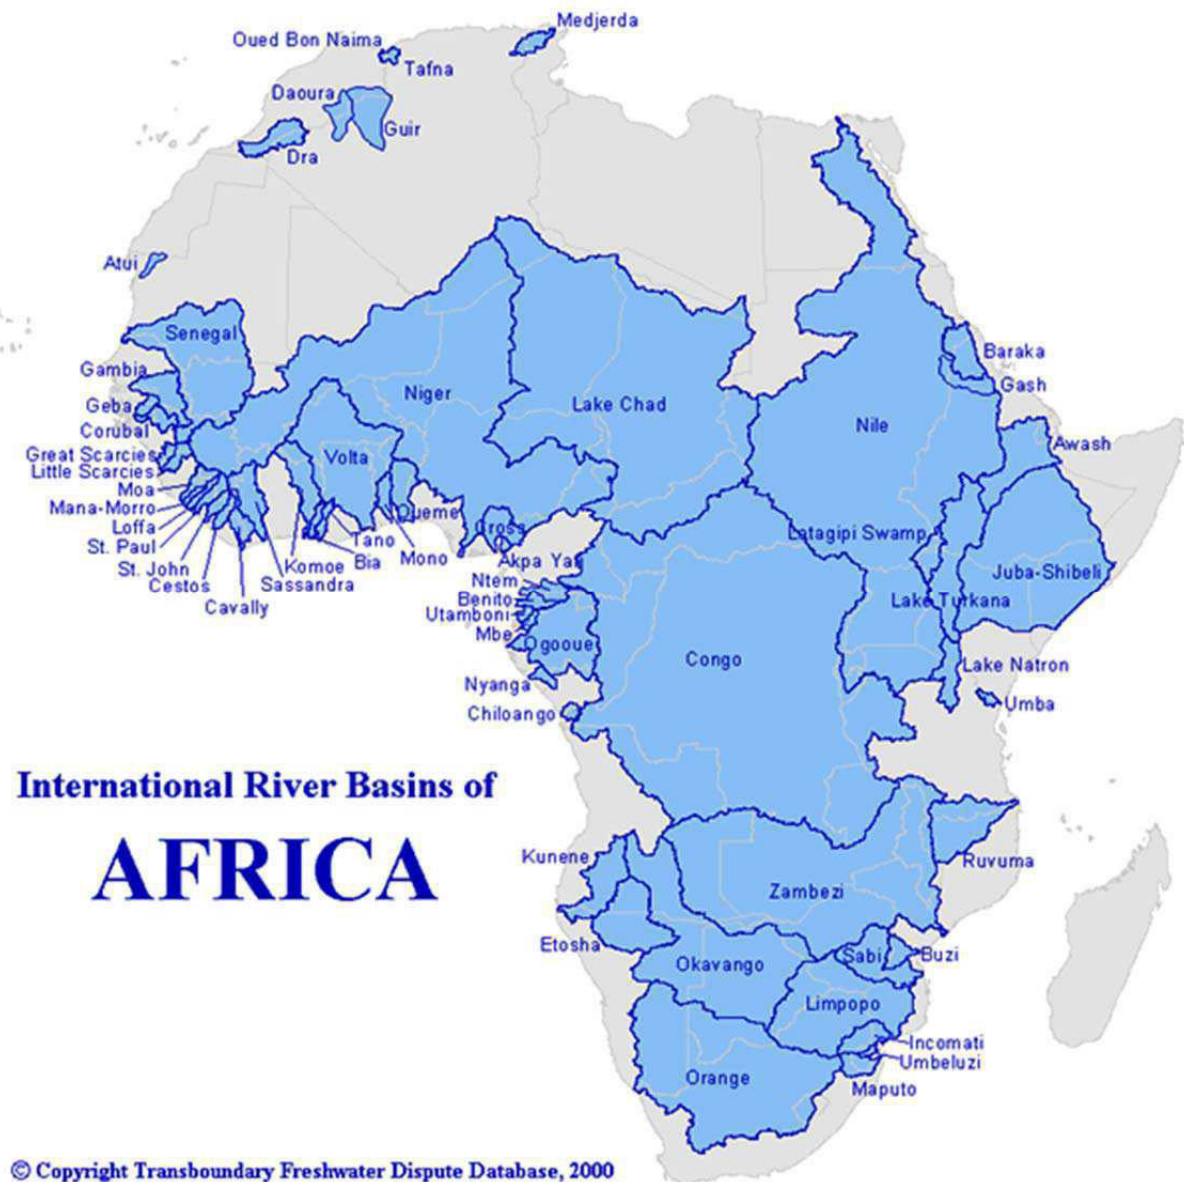 Medjerda
Oued Bon Naima
Tafna
Daoura
Guir
Dra
Atui
Senegal
Gambia
Geba
Corubal
Great Scarcies
Little Scarcies
Moa
Mana-Morro
Loffa
St. Paul
St. John
Cestos
Cavally
Sassandra
Komoe
Bia
Tano
Mono
Oueme
Volta
Niger
Lake Chad
Nile
Baraka
Gash
Awash
Cross
Akpa Yafi
Ntem
Benito
Utamboni
Mbe
Ogooue
Nyanga
Chiloango
Congo
Lotagipi Swamp
Juba-Shibeli
Lake Turkana
Lake Natron
Umba
International River Basins of
AFRICA
Kunene
Ruvuma
Zambezi
Etosha
Okavango
Sabi
Buzi
Limpopo
Incomati
Umbeluzi
Orange
Maputo
© Copyright Transboundary Freshwater Dispute Database, 2000